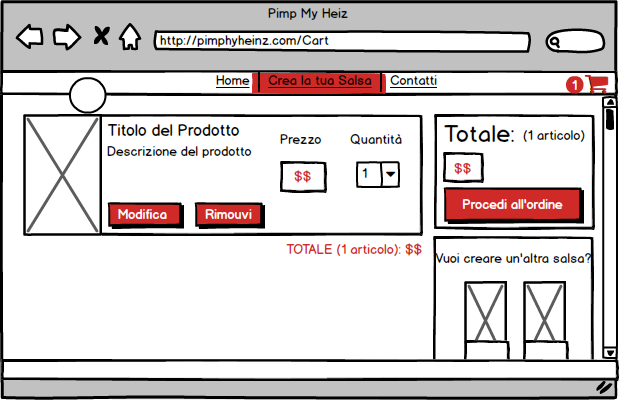 Pimp My Heiz
http://pimphyheinz.com/Cart
Home Crea la tua Salsa Contatti
1
Titolo del Prodotto
Descrizione del prodotto
Prezzo
$$
Quantità
1
Modifica Rimuovi
TOTALE (1 articolo): $$
Totale: (1 articolo)
$$
Procedi all'ordine
Vuoi creare un'altra salsa?